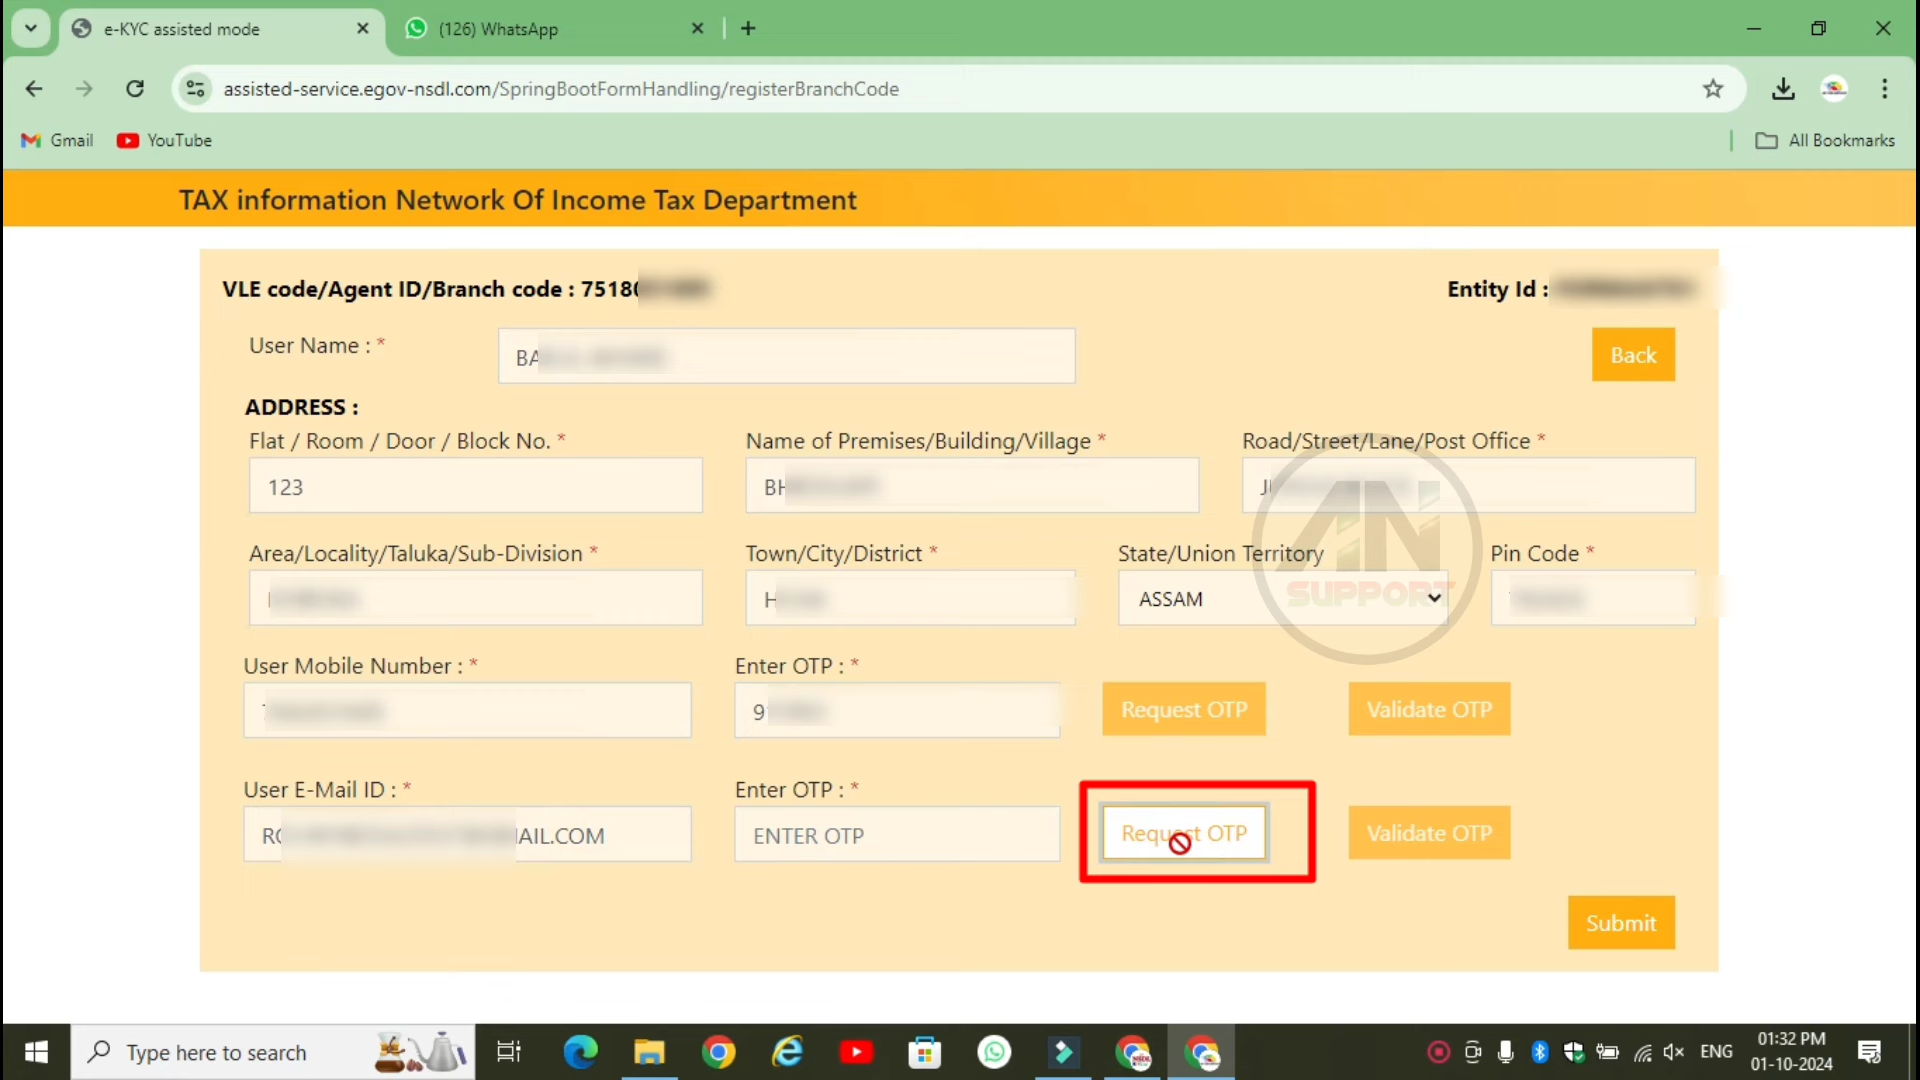 e-KYC assisted mode
(126) WhatsApp
assisted-service.egov-nsdl.com/SpringBootFormHandling/registerBranchCode
Gmail
YouTube
All Bookmarks
TAX information Network Of Income Tax Department
VLE code/Agent ID/Branch code : 7518
Entity Id :
User Name : *
BA
Back
ADDRESS :
Flat / Room / Door / Block No. *
Name of Premises/Building/Village *
Road/Street/Lane/Post Office *
123
BH
AN
Area/Locality/Taluka/Sub-Division *
Town/City/District *
State/Union Territory
Pin Code *
H
ASSAM
SUPPORT
User Mobile Number : *
Enter OTP : *
9
Request OTP
Validate OTP
User E-Mail ID : *
Enter OTP : *
AIL.COM
ENTER OTP
Request OTP
Validate OTP
Submit
Type here to search
ENG
01:32 PM
01-10-2024